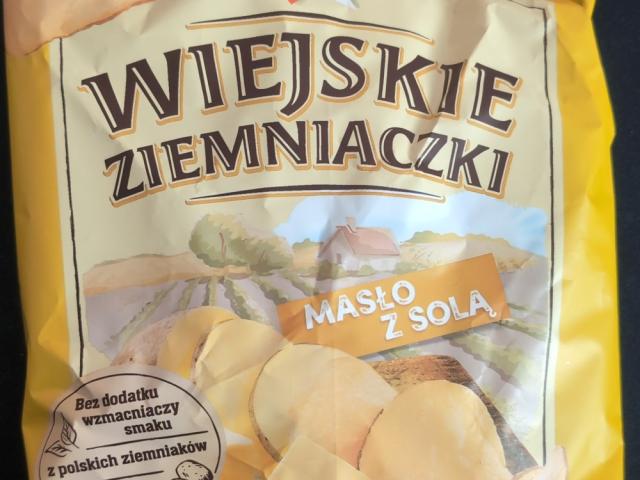 WIEJSKIE
ZIEMNIACZKI
MASŁO
Z SOLĄ
Bez dodatku
wzmacniaczy
smaku
z polskich ziemniaków